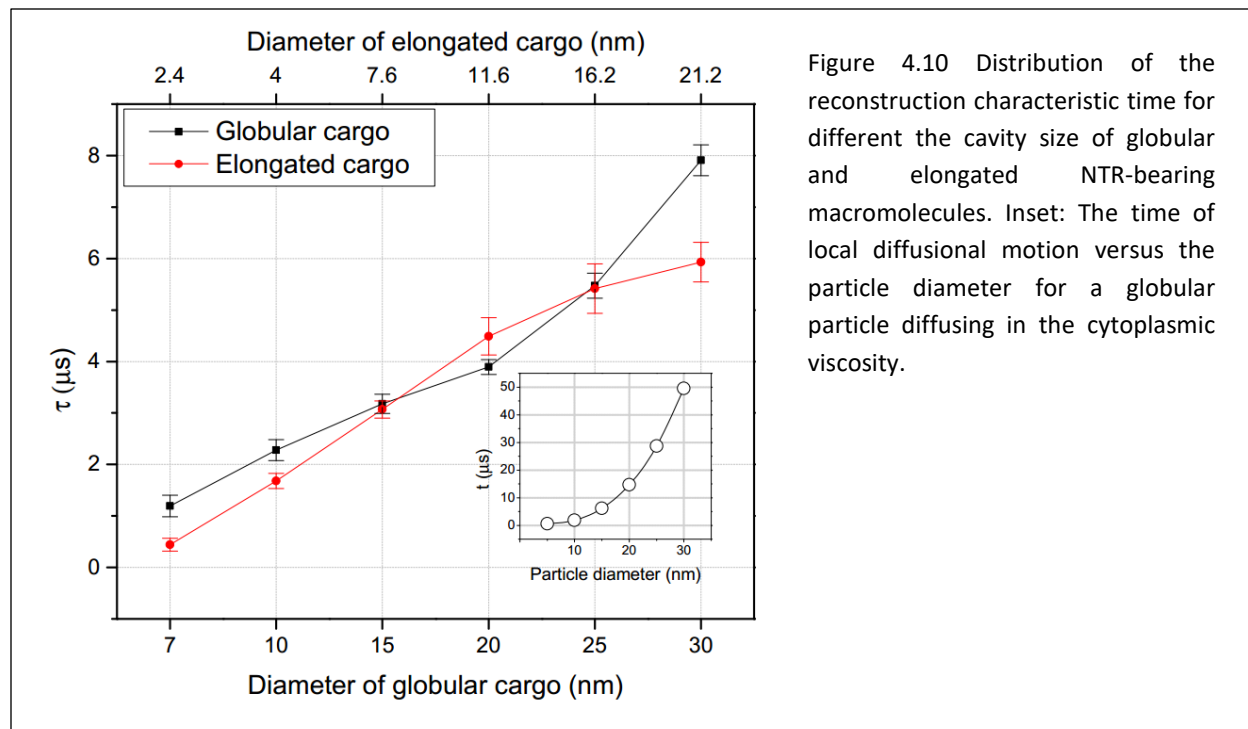 Diameter of elongated cargo (nm)
2.4 4 7.6 11.6 16.2 21.2
Globular cargo
Elongated cargo
8
6
4
2
0
τ (μs)
50
40
30
20
10
0
t (μs)
10 20 30
Particle diameter (nm)
7 10 15 20 25 30
Diameter of globular cargo (nm)
Figure 4.10 Distribution of the
reconstruction characteristic time for
different the cavity size of globular
and elongated NTR-bearing
macromolecules. Inset: The time of
local diffusional motion versus the
particle diameter for a globular
particle diffusing in the cytoplasmic
viscosity.